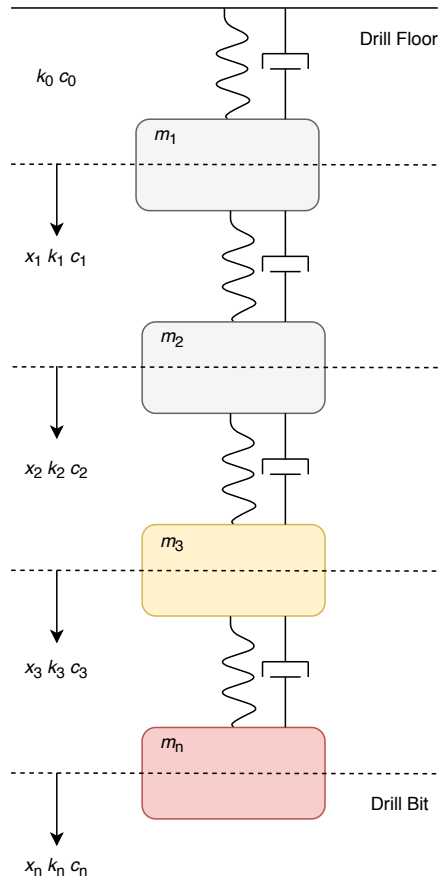 Drill Floor
k₀ c₀
m₁
x₁ k₁ c₁
m₂
x₂ k₂ c₂
m₃
x₃ k₃ c₃
mₙ
Drill Bit
xₙ kₙ cₙ